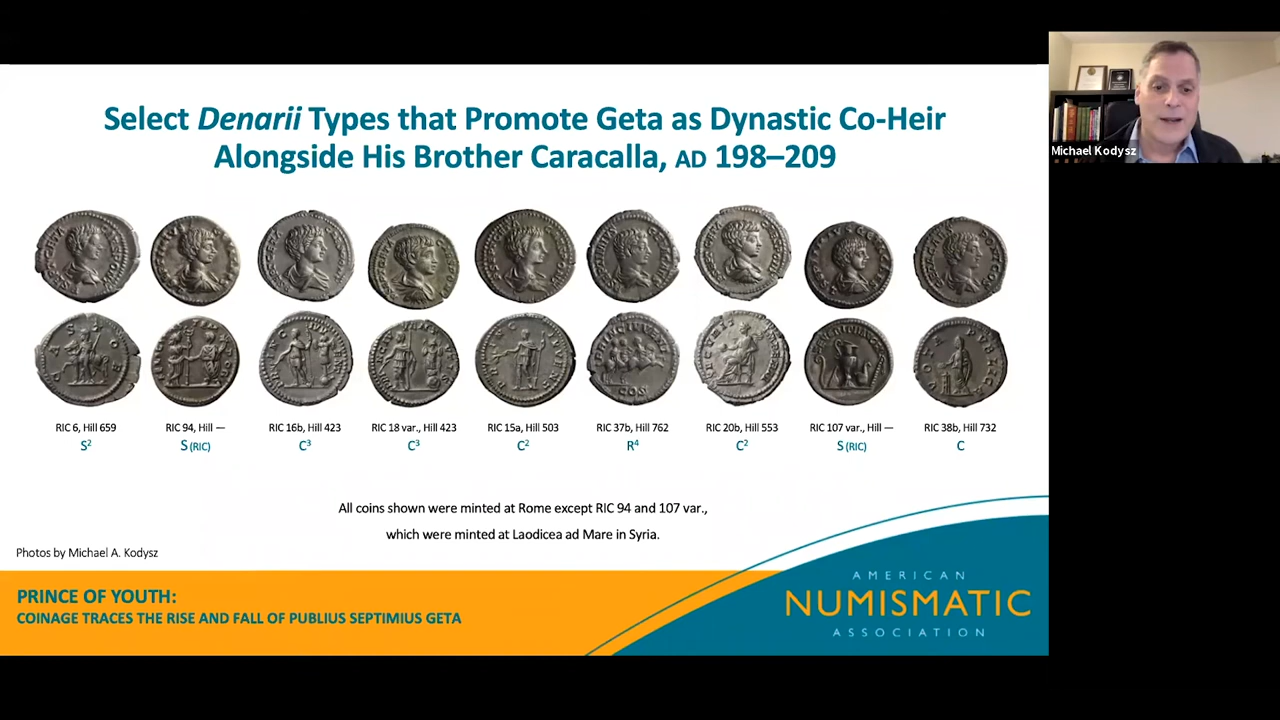 Select Denarii Types that Promote Geta as Dynastic Co-Heir
Alongside His Brother Caracalla, AD 198–209
Michael Kodysz
RIC 6, Hill 659
RIC 94, Hill —
RIC 16b, Hill 423
RIC 18 var., Hill 423
RIC 15a, Hill 503
RIC 37b, Hill 762
RIC 20b, Hill 553
RIC 107 var., Hill —
RIC 38b, Hill 732
S²
S (RIC)
C³
C³
C²
R⁴
C²
S (RIC)
C
All coins shown were minted at Rome except RIC 94 and 107 var.,
which were minted at Laodicea ad Mare in Syria.
Photos by Michael A. Kodysz
PRINCE OF YOUTH:
COINAGE TRACES THE RISE AND FALL OF PUBLIUS SEPTIMIUS GETA
AMERICAN
NUMISMATIC
ASSOCIATION